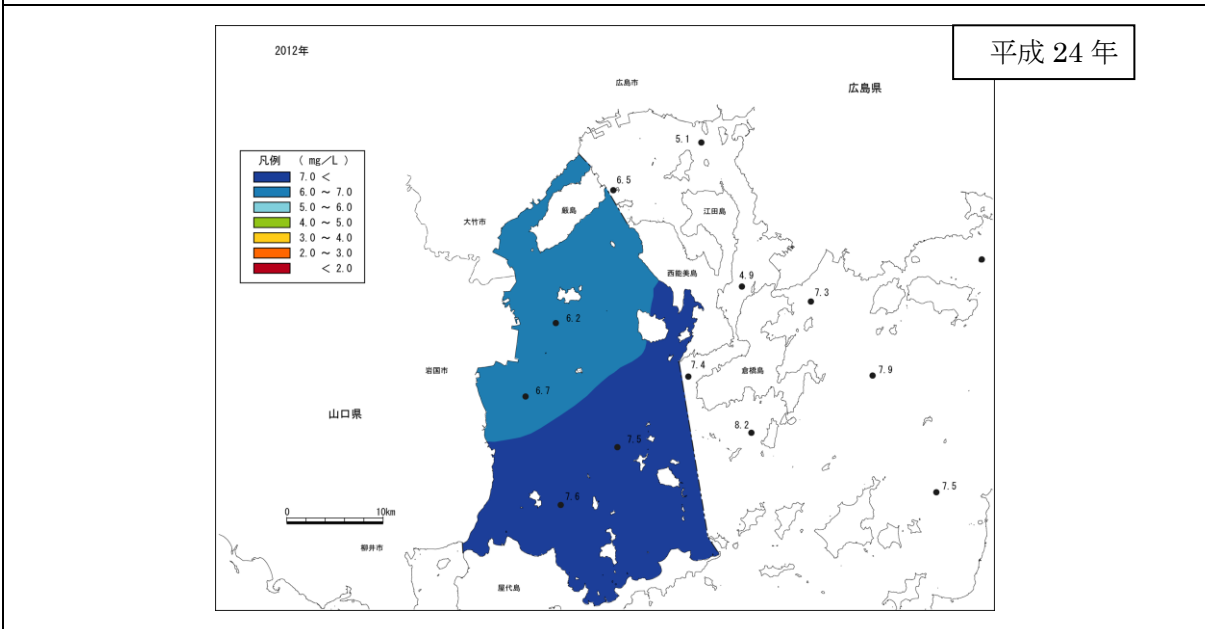 平成 24 年
2012年
広島市
広島県
5.1
凡例 ( mg/L )
7.0 <
6.0 ~ 7.0
5.0 ~ 6.0
4.0 ~ 5.0
3.0 ~ 4.0
2.0 ~ 3.0
< 2.0
6.5
厳島
江田島
大竹市
西能美島
4.9
7.3
6.2
7.4
倉橋島
7.9
岩国市
6.7
山口県
8.2
7.5
7.6
7.5
0 10km
柳井市
屋代島